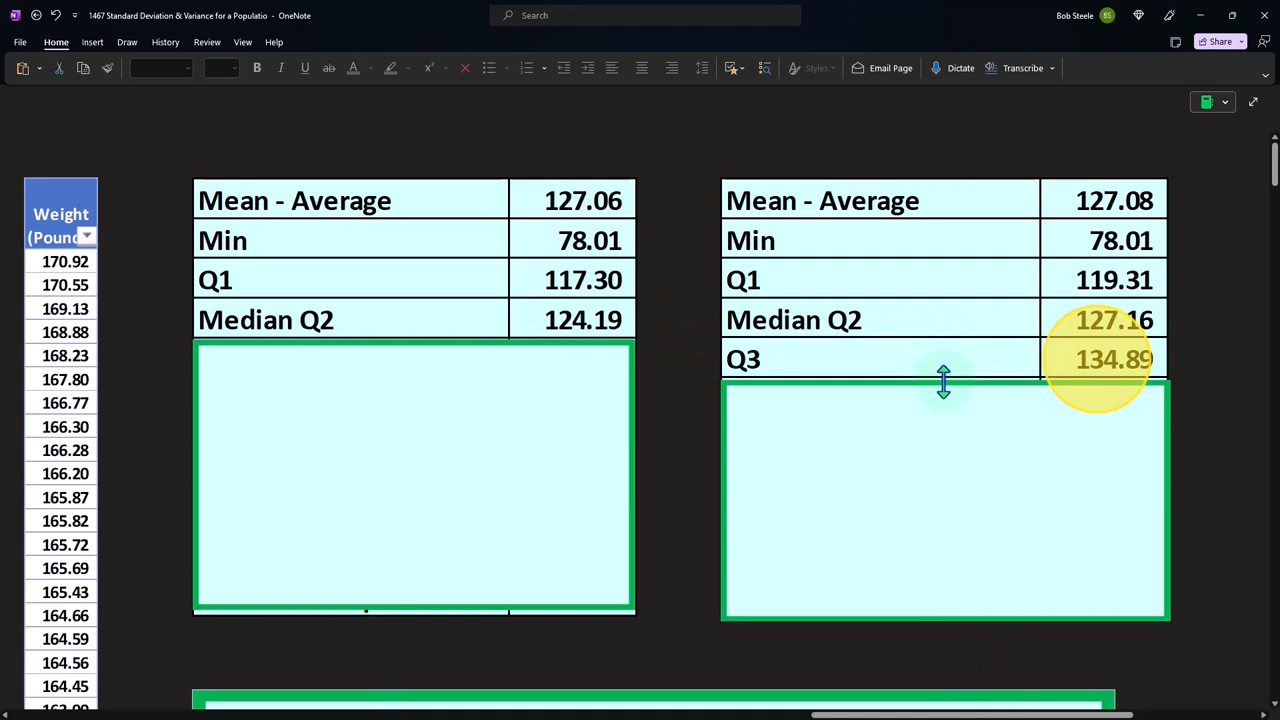 1467 Standard Deviation & Variance for a Populatio - OneNote
Search
Bob Steele
BS
File Home Insert Draw History Review View Help
Share
B I U ab A x Styles Email Page Dictate Transcribe
Weight
(Pounc
170.92
170.55
169.13
168.88
168.23
167.80
166.77
166.30
166.28
166.20
165.87
165.82
165.72
165.69
165.43
164.66
164.59
164.56
164.45
Mean - Average 127.06
Min 78.01
Q1 117.30
Median Q2 124.19
Mean - Average 127.08
Min 78.01
Q1 119.31
Median Q2 127.16
Q3 134.89